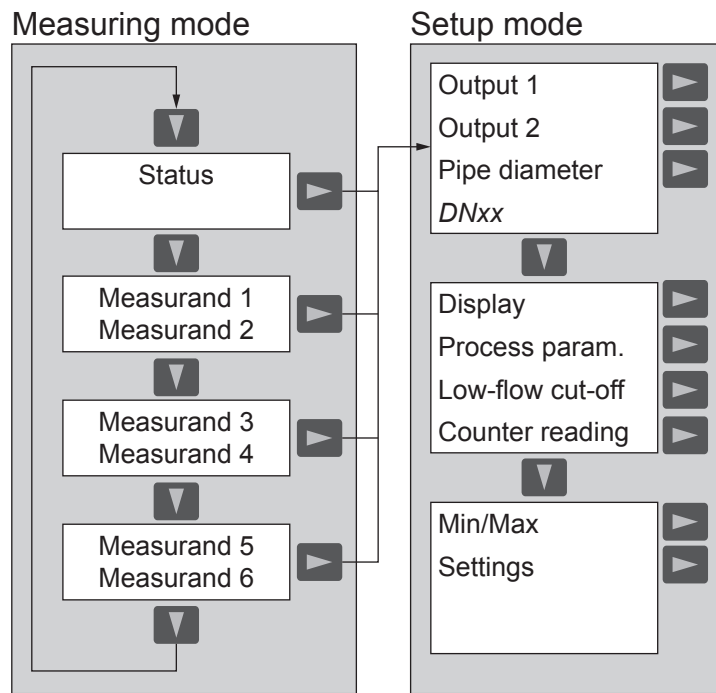 Measuring mode
Status
Measurand 1
Measurand 2
Measurand 3
Measurand 4
Measurand 5
Measurand 6
Setup mode
Output 1
Output 2
Pipe diameter
DNxx
Display
Process param.
Low-flow cut-off
Counter reading
Min/Max
Settings